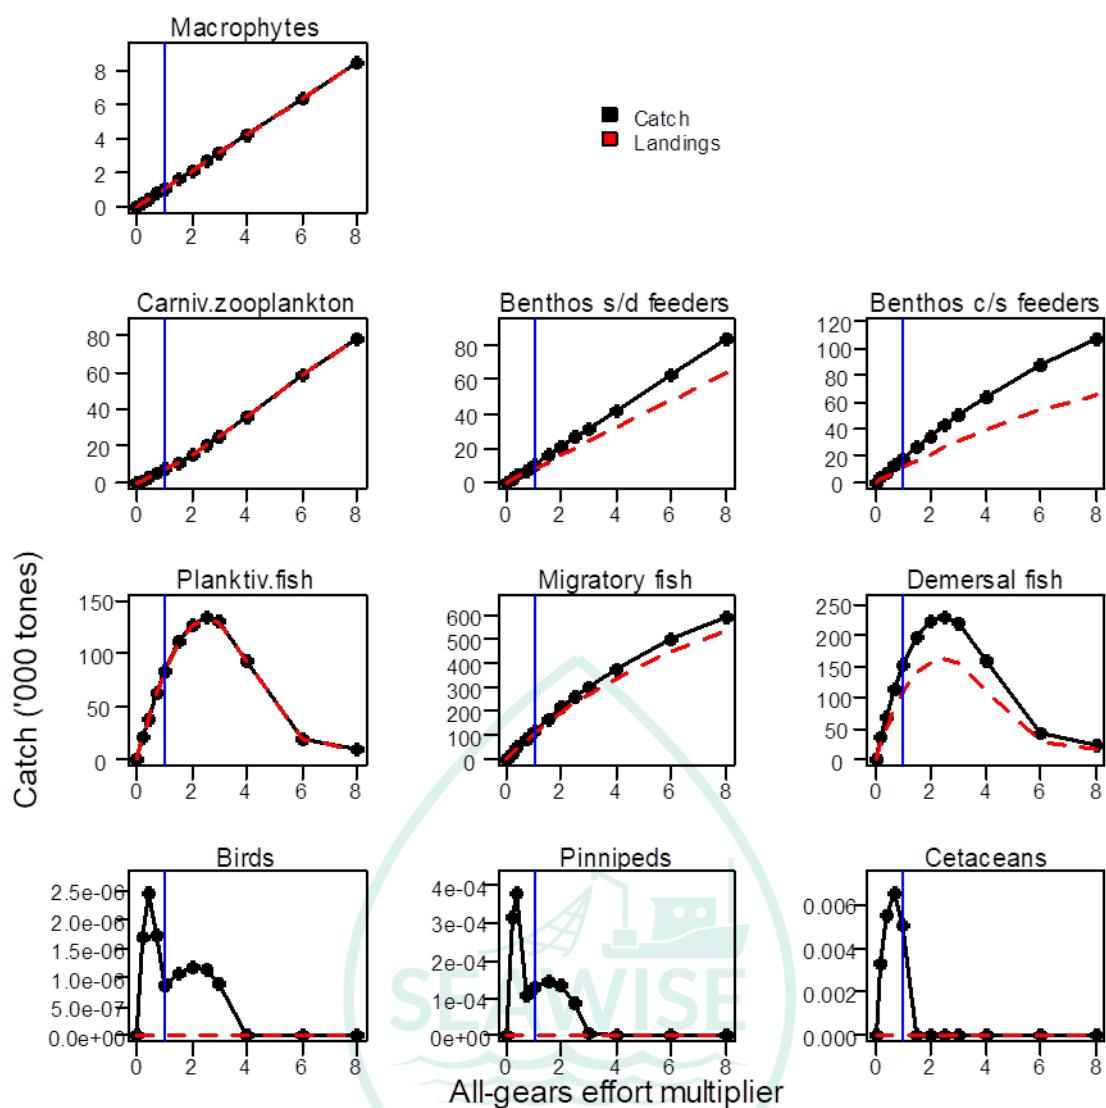 Macrophytes
8
6
4
2
0
0 2 4 6 8
Catch
Landings
Carniv.zooplankton
80
60
40
20
0
0 2 4 6 8
Benthos s/d feeders
80
60
40
20
0
0 2 4 6 8
Benthos c/s feeders
120
100
80
60
40
20
0
0 2 4 6 8
Catch ('000 tones)
Planktiv.fish
150
100
50
0
0 2 4 6 8
Migratory fish
600
500
400
300
200
100
0
0 2 4 6 8
Demersal fish
250
200
150
100
50
0
0 2 4 6 8
Birds
2.5e-06
2.0e-06
1.5e-06
1.0e-06
5.0e-07
0.0e+00
0 2 4 6 8
Pinnipeds
4e-04
3e-04
2e-04
1e-04
0e+00
0 2 4 6 8
Cetaceans
0.006
0.004
0.002
0.000
0 2 4 6 8
SEAWISE
All-gears effort multiplier